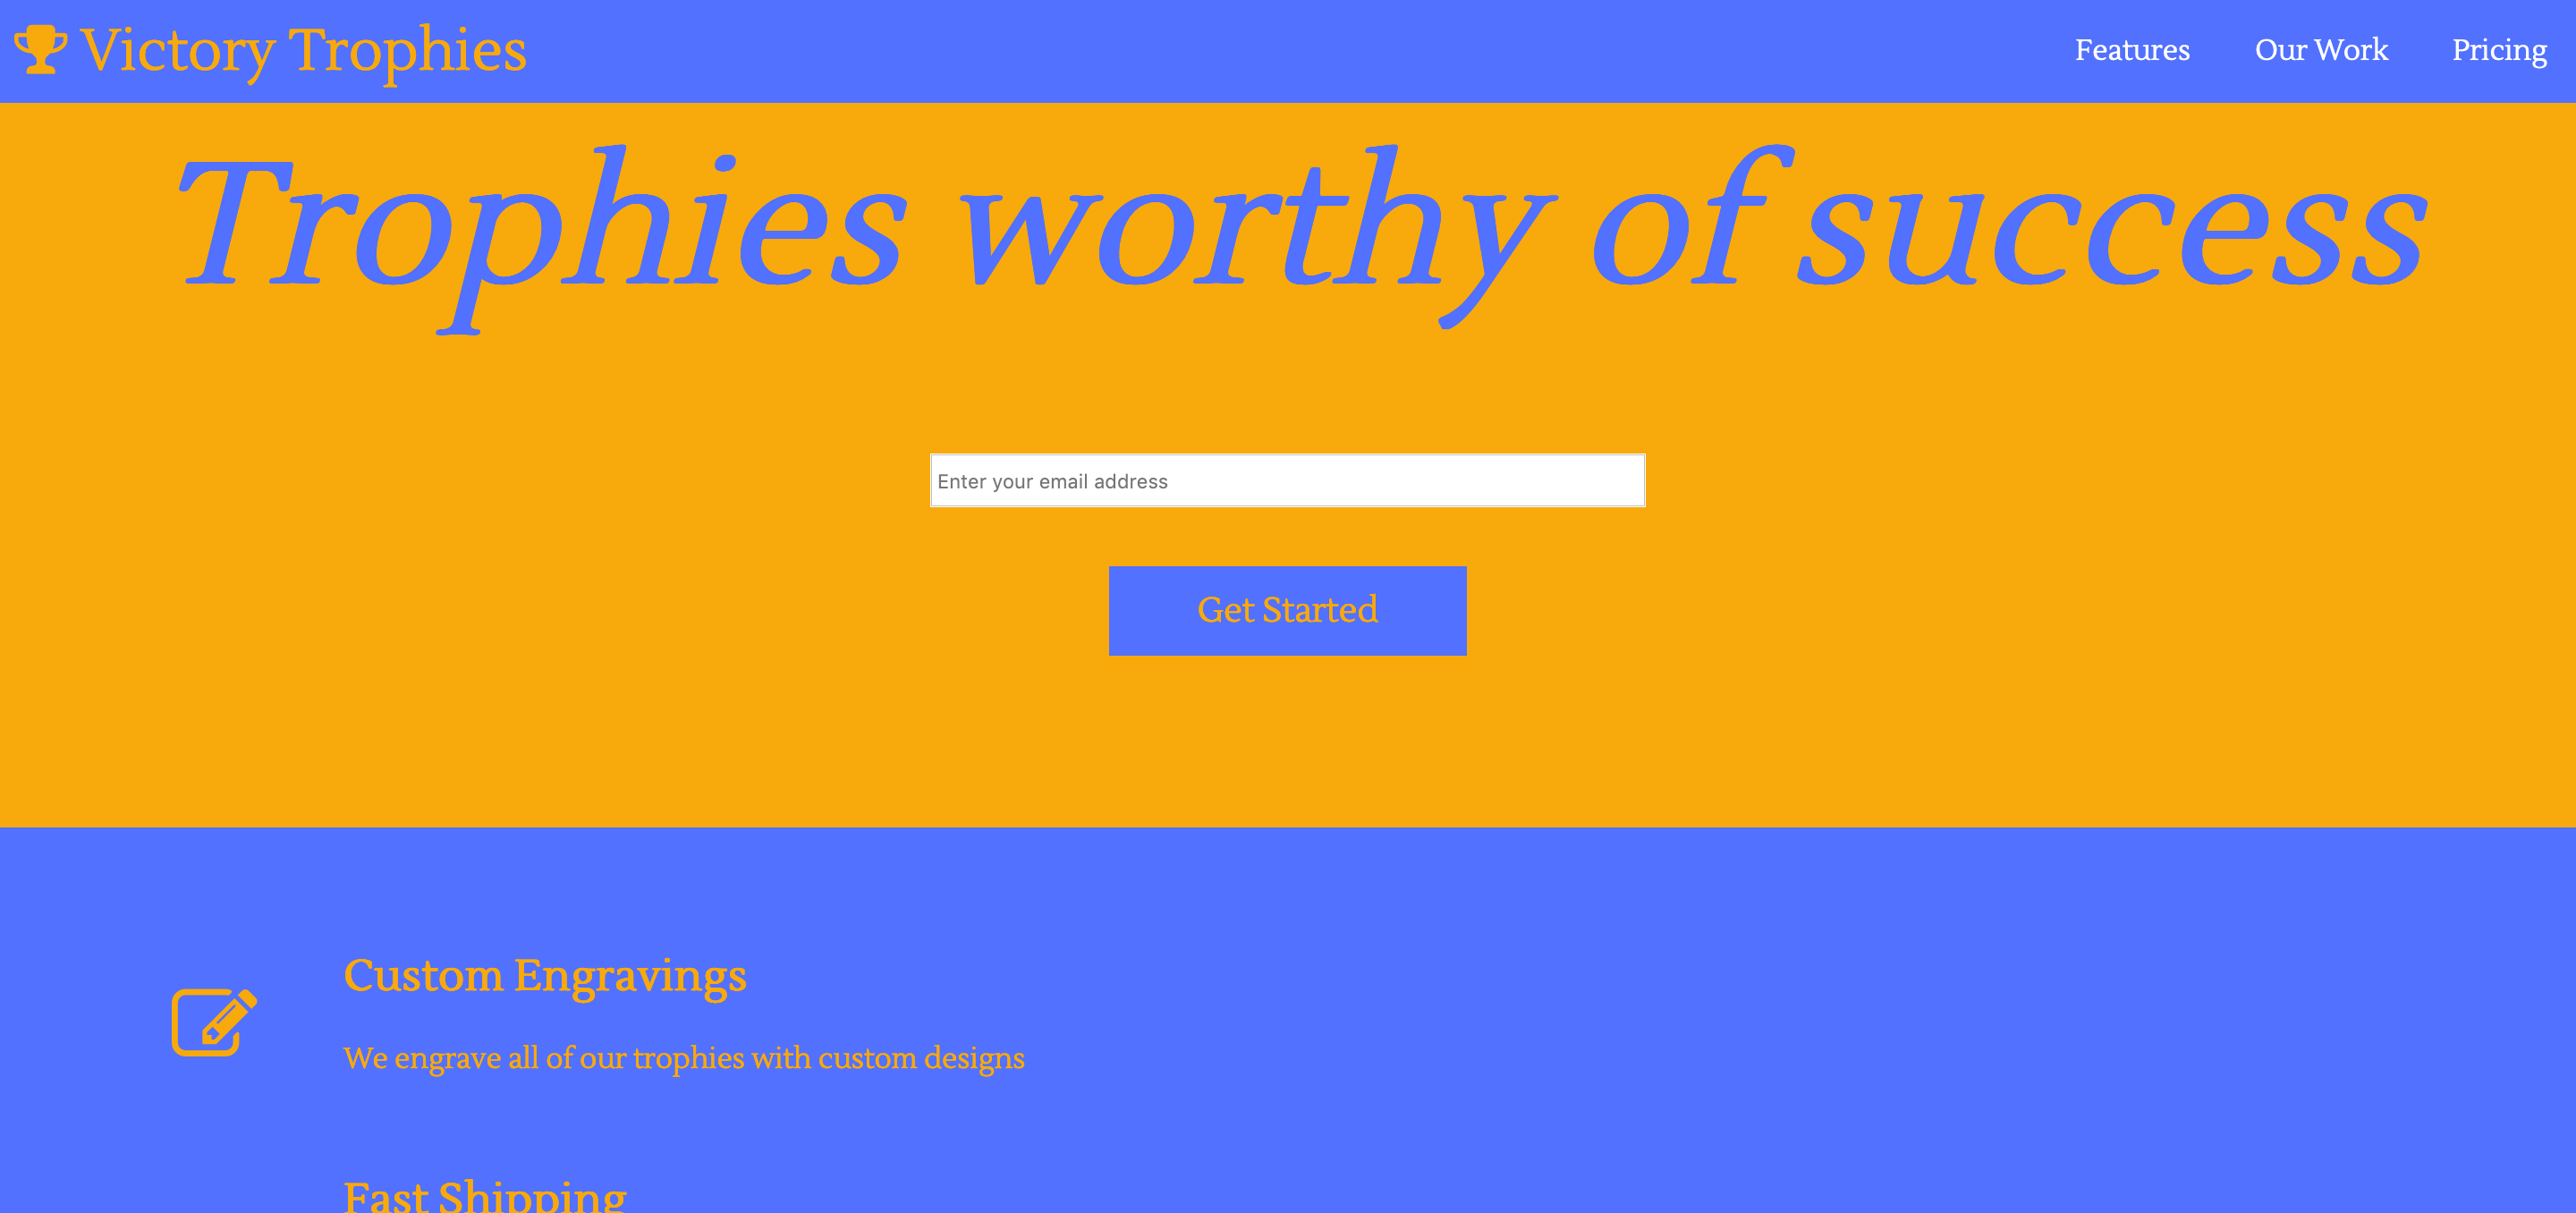 Victory Trophies
Features Our Work Pricing
Trophies worthy of success
Enter your email address
Get Started
Custom Engravings
We engrave all of our trophies with custom designs
Fast Shipping